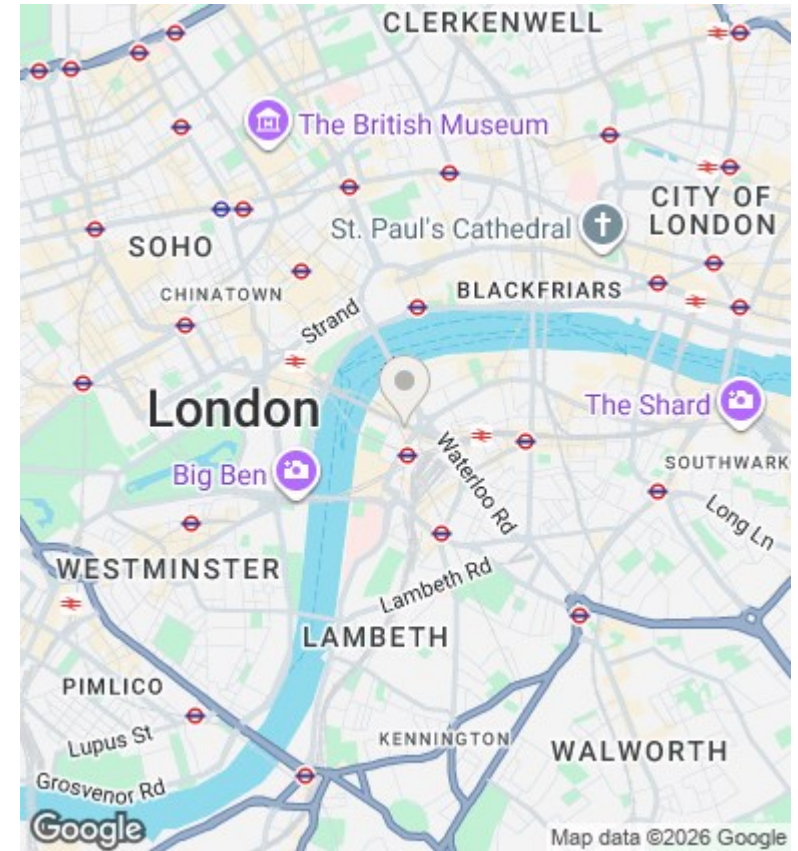 CLERKENWELL
The British Museum
CITY OF
LONDON
St. Paul's Cathedral
SOHO
CHINATOWN
BLACKFRIARS
Strand
London
The Shard
Big Ben
Waterloo Rd
SOUTHWARK
Long Ln
WESTMINSTER
Lambeth Rd
LAMBETH
PIMLICO
Lupus St
KENNINGTON
WALWORTH
Grosvenor Rd
Google
Map data ©2026 Google